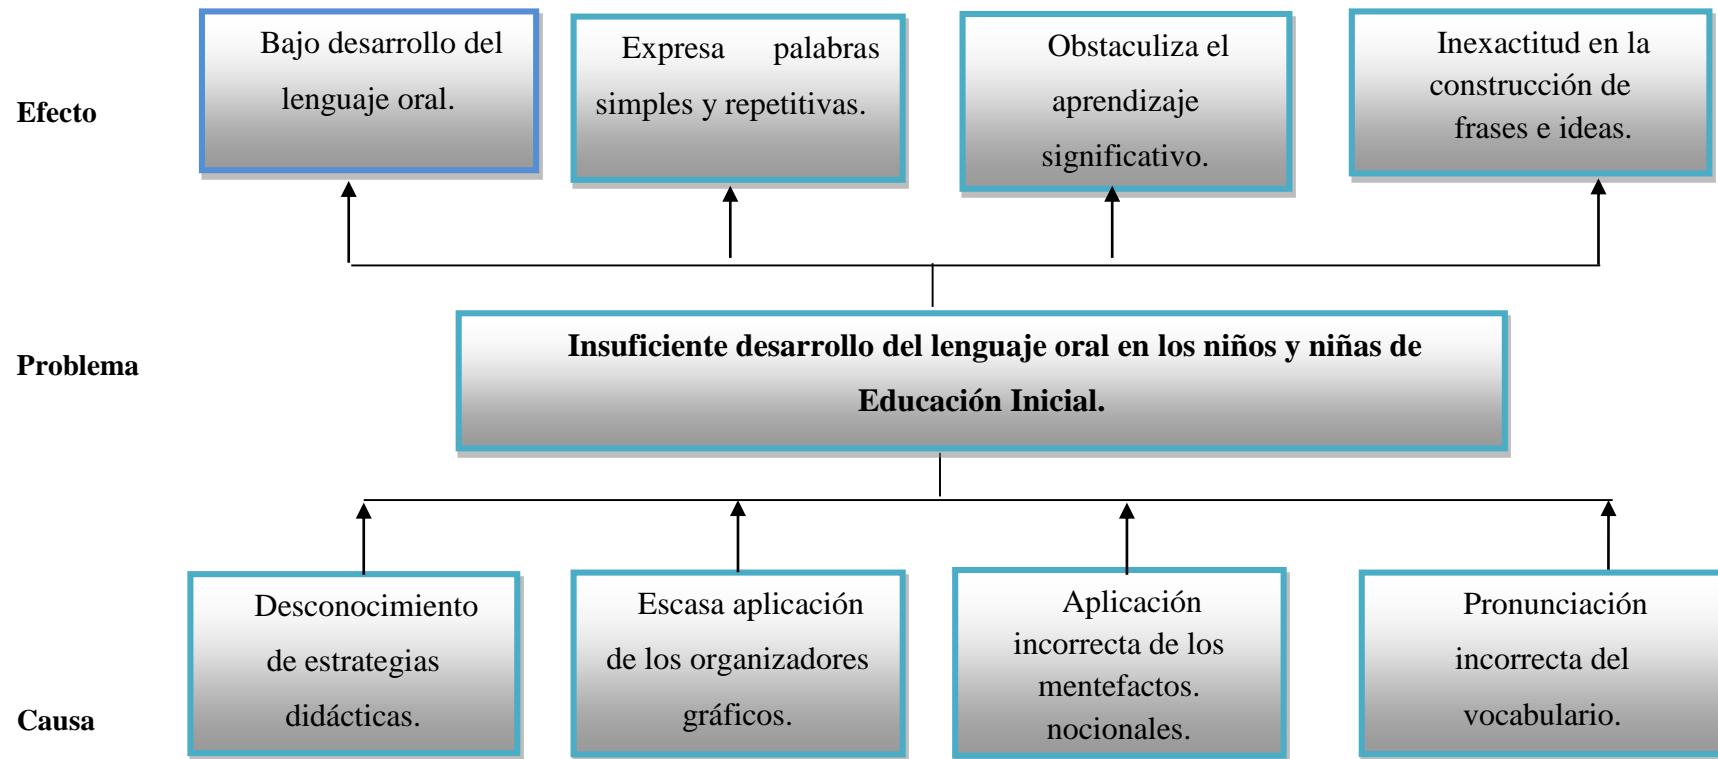 Efecto
Bajo desarrollo del
lenguaje oral.
Expresa palabras
simples y repetitivas.
Obstaculiza el
aprendizaje
significativo.
Inexactitud en la
construcción de
frases e ideas.
Problema
Insuficiente desarrollo del lenguaje oral en los niños y niñas de
Educación Inicial.
Causa
Desconocimiento
de estrategias
didácticas.
Escasa aplicación
de los organizadores
gráficos.
Aplicación
incorrecta de los
mentefactos.
nocionales.
Pronunciación
incorrecta del
vocabulario.